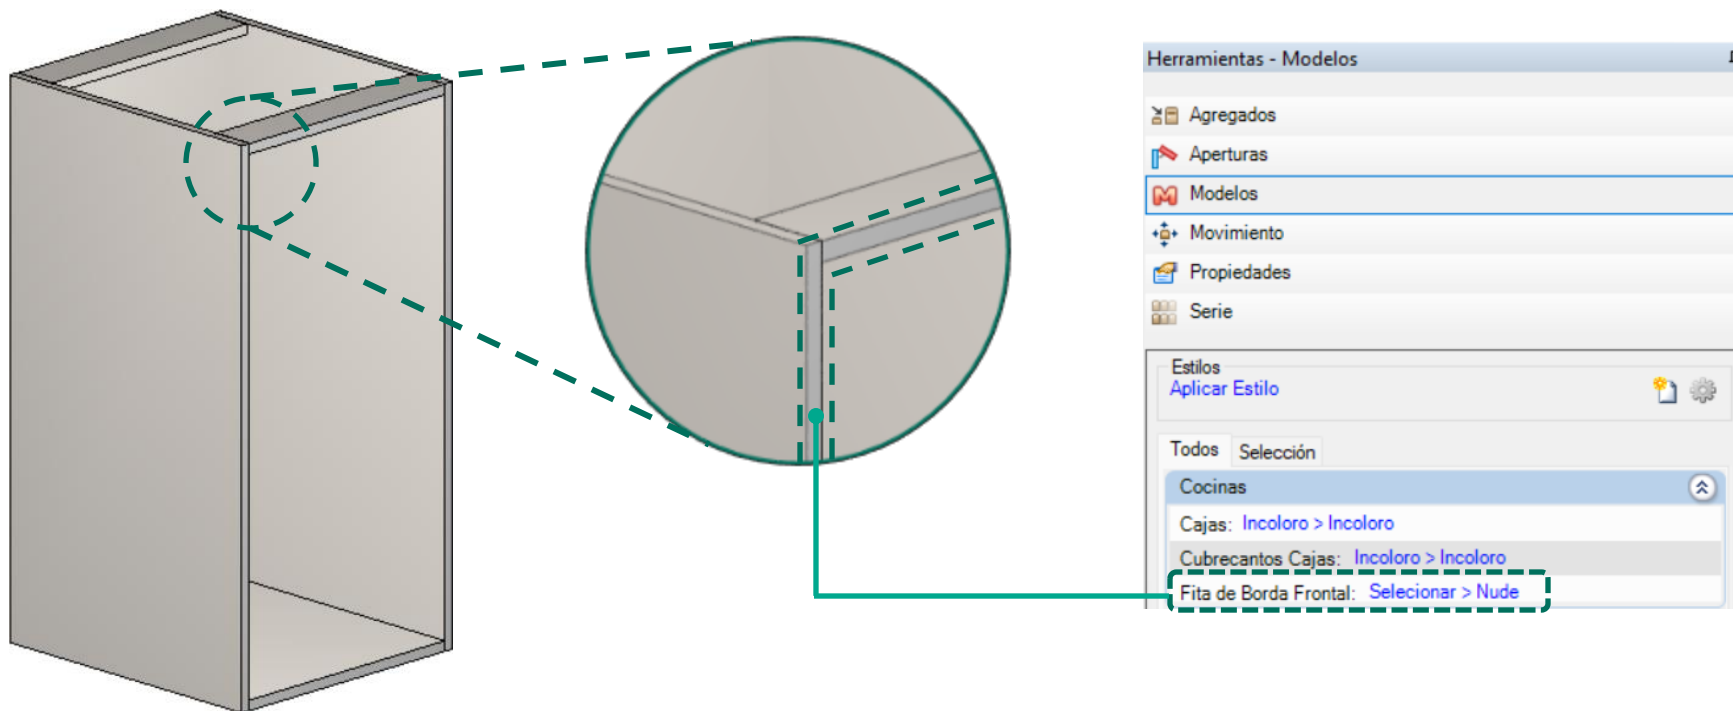 Herramientas - Modelos
Agregados
Aperturas
Modelos
Movimiento
Propiedades
Serie
Estilos
Aplicar Estilo
Todos Selección
Cocinas
Cajas: Incoloro > Incoloro
Cubrecantos Cajas: Incoloro > Incoloro
Fita de Borda Frontal: Selecionar > Nude